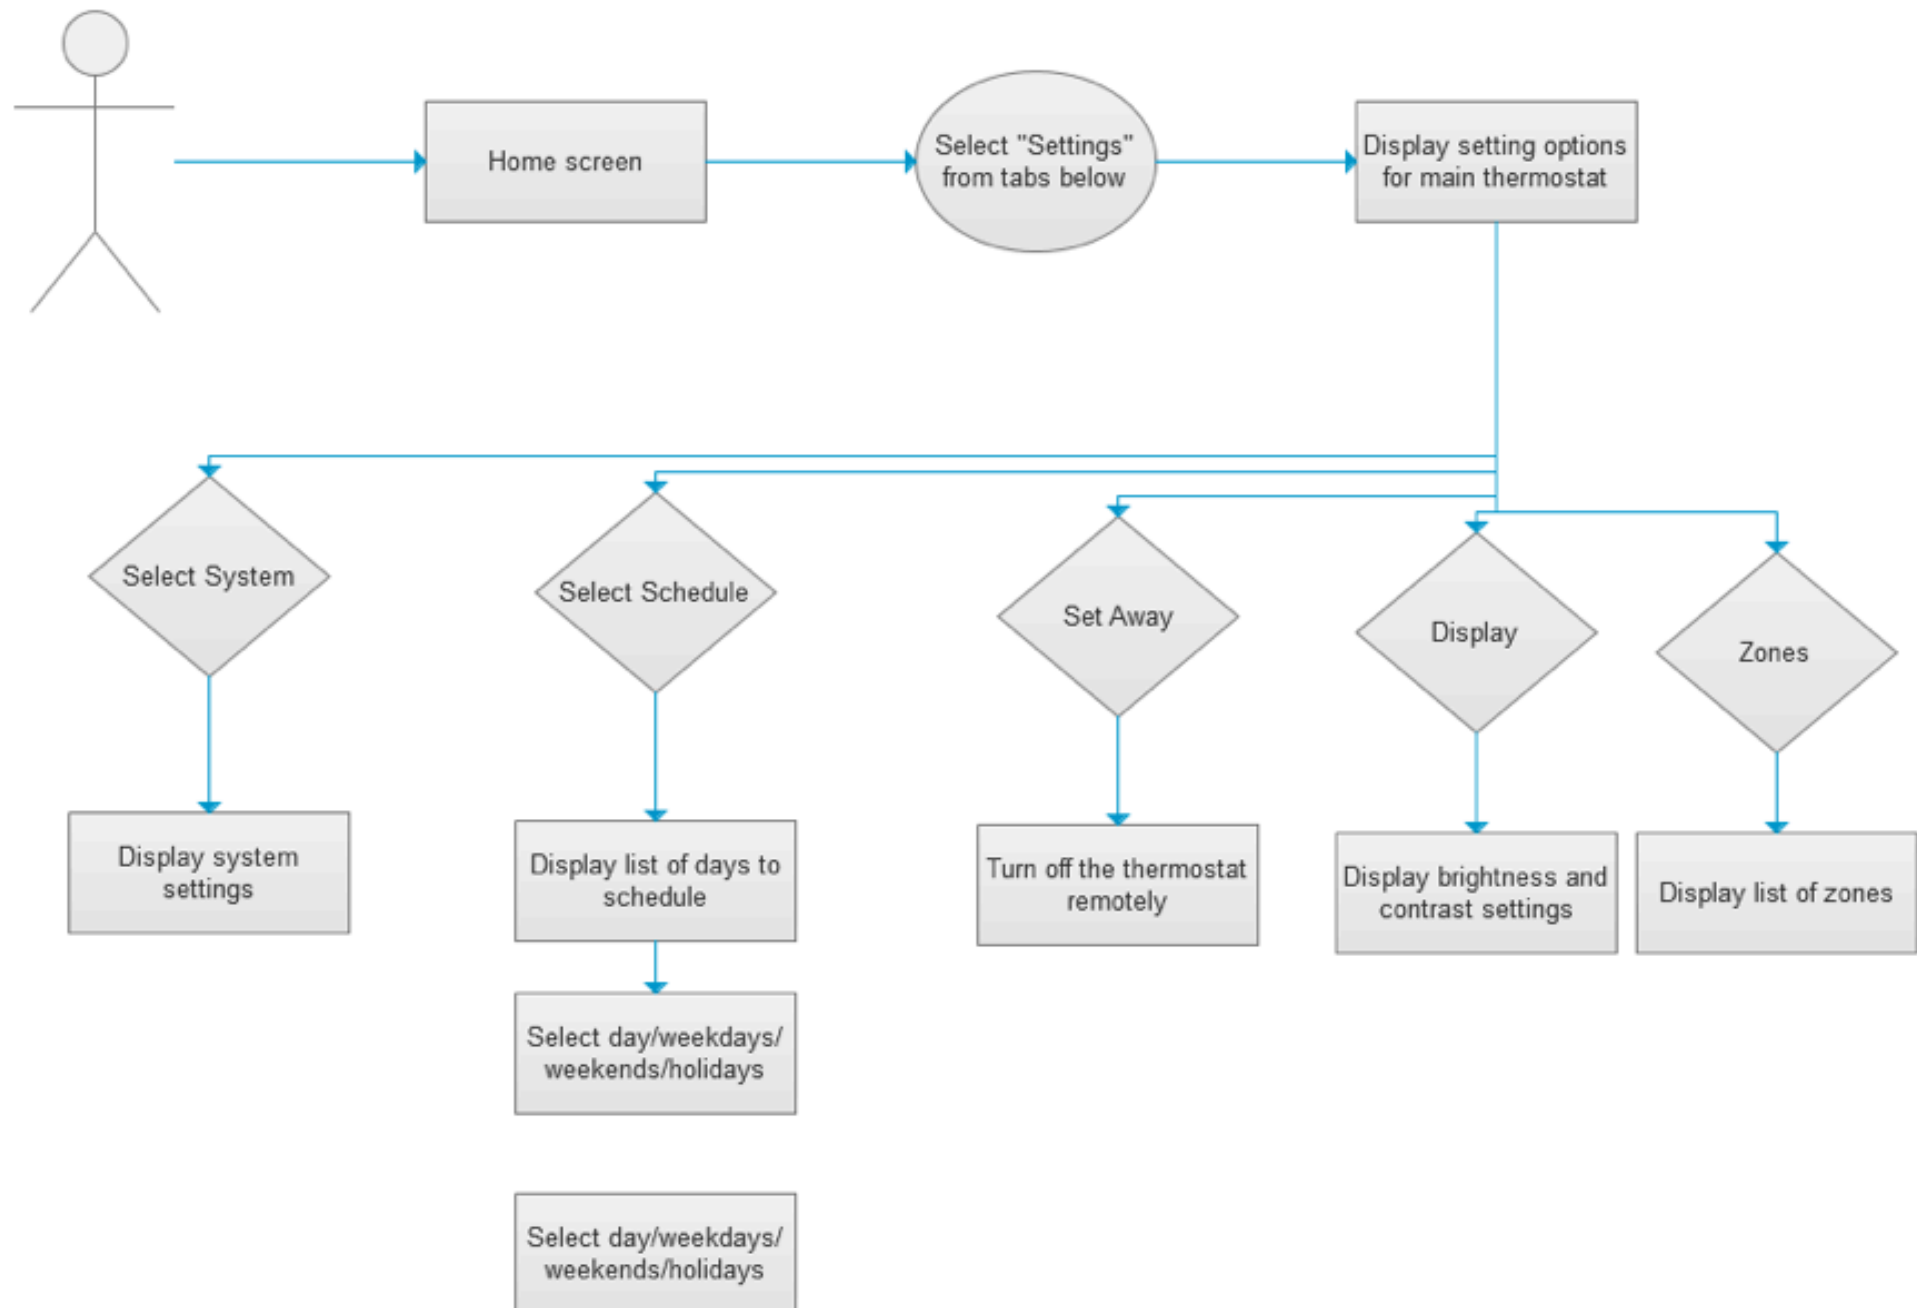 Home screen
Select "Settings"
from tabs below
Display setting options
for main thermostat
Select System
Select Schedule
Set Away
Display
Zones
Display system
settings
Display list of days to
schedule
Turn off the thermostat
remotely
Display brightness and
contrast settings
Display list of zones
Select day/weekdays/
weekends/holidays
Select day/weekdays/
weekends/holidays